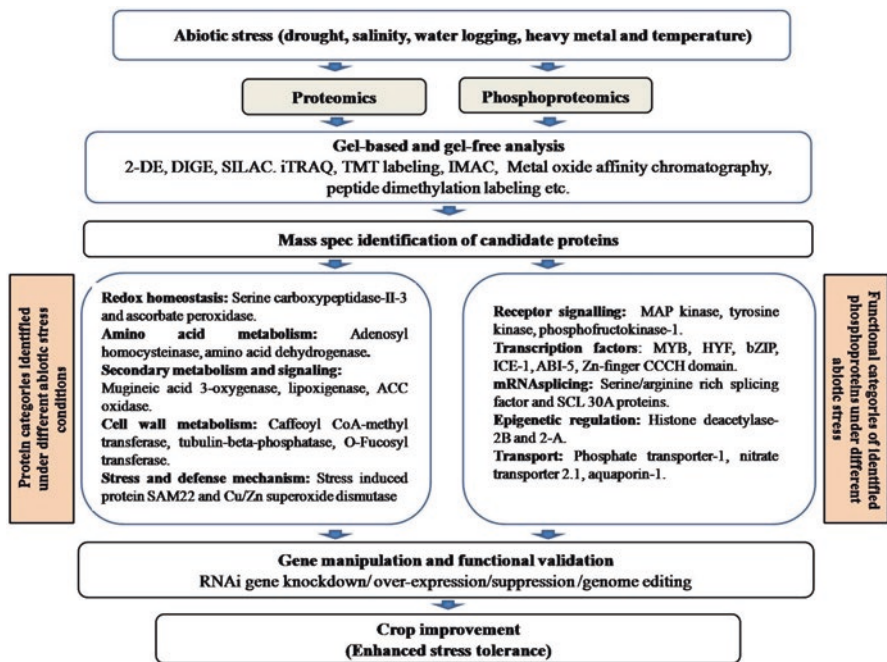 Abiotic stress (drought, salinity, water logging, heavy metal and temperature)
Proteomics
Phosphoproteomics
Gel-based and gel-free analysis
2-DE, DIGE, SILAC. iTRAQ, TMT labeling, IMAC, Metal oxide affinity chromatography,
peptide dimethylation labeling etc.
Mass spec identification of candidate proteins
Protein categories identified
under different abiotic stress
conditions
Redox homeostasis: Serine carboxypeptidase-II-3
and ascorbate peroxidase.
Amino acid metabolism: Adenosyl
homocysteinase, amino acid dehydrogenase.
Secondary metabolism and signaling:
Mugineic acid 3-oxygenase, lipoxigenase, ACC
oxidase.
Cell wall metabolism: Caffeoyl CoA-methyl
transferase, tubulin-beta-phosphatase, O-Fucosyl
transferase.
Stress and defense mechanism: Stress induced
protein SAM22 and Cu/Zn superoxide dismutase
Receptor signalling: MAP kinase, tyrosine
kinase, phosphofructokinase-1.
Transcription factors: MYB, HYF, bZIP,
ICE-1, ABI-5, Zn-finger CCCH domain.
mRNAsplicing: Serine/arginine rich splicing
factor and SCL 30A proteins.
Epigenetic regulation: Histone deacetylase-
2B and 2-A.
Transport: Phosphate transporter-1, nitrate
transporter 2.1, aquaporin-1.
Functional categories of identified
phosphoproteins under different
abiotic stress
Gene manipulation and functional validation
RNAi gene knockdown/ over-expression/suppression /genome editing
Crop improvement
(Enhanced stress tolerance)